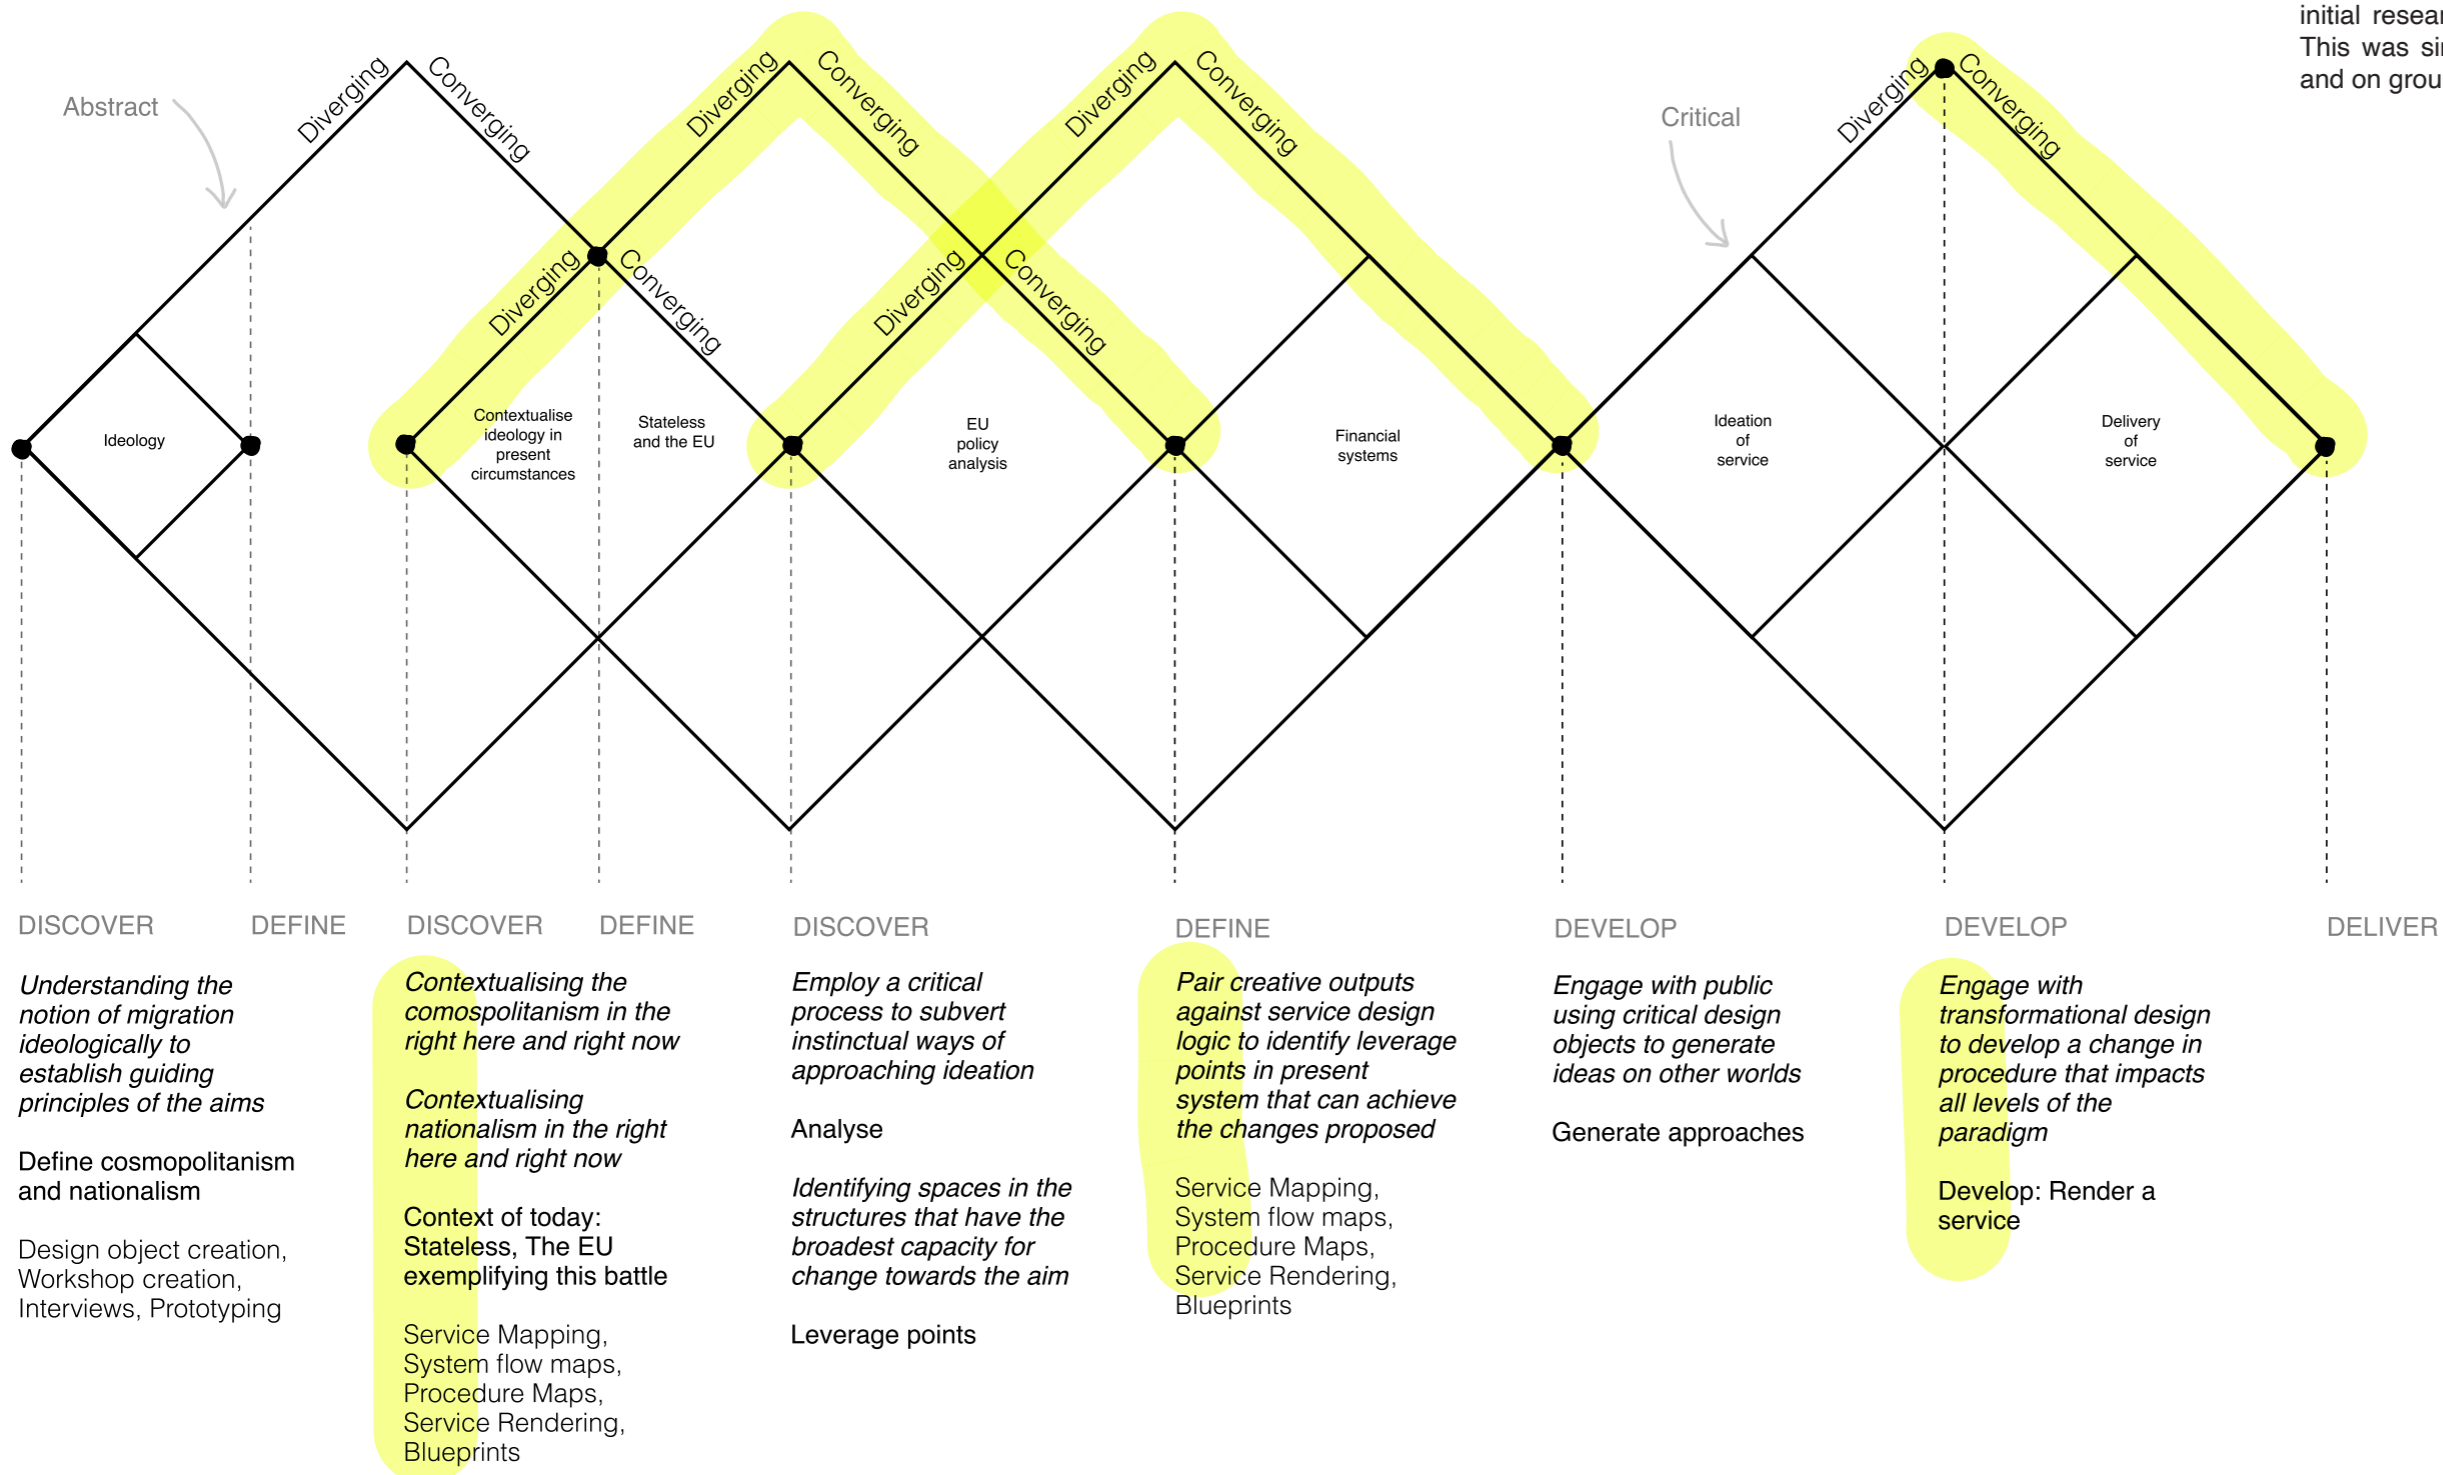 initial resear
This was sir
and on grou
Abstract
Diverging
Converging
Diverging
Converging
Diverging
Converging
Critical
Diverging
Converging
Diverging
Converging
Diverging
Converging
Ideology
Contextualise
ideology in
present
circumstances
Stateless
and the EU
EU
policy
analysis
Financial
systems
Ideation
of
service
Delivery
of
service
DISCOVER
Understanding the
notion of migration
ideologically to
establish guiding
principles of the aims
Define cosmopolitanism
and nationalism
Design object creation,
Workshop creation,
Interviews, Prototyping
DEFINE
DISCOVER
Contextualising the
comospolitanism in the
right here and right now
Contextualising
nationalism in the right
here and right now
Context of today:
Stateless, The EU
exemplifying this battle
Service Mapping,
System flow maps,
Procedure Maps,
Service Rendering,
Blueprints
DEFINE
DISCOVER
Employ a critical
process to subvert
instinctual ways of
approaching ideation
Analyse
Identifying spaces in the
structures that have the
broadest capacity for
change towards the aim
Leverage points
DEFINE
Pair creative outputs
against service design
logic to identify leverage
points in present
system that can achieve
the changes proposed
Service Mapping,
System flow maps,
Procedure Maps,
Service Rendering,
Blueprints
DEVELOP
Engage with public
using critical design
objects to generate
ideas on other worlds
Generate approaches
DEVELOP
Engage with
transformational design
to develop a change in
procedure that impacts
all levels of the
paradigm
Develop: Render a
service
DELIVER